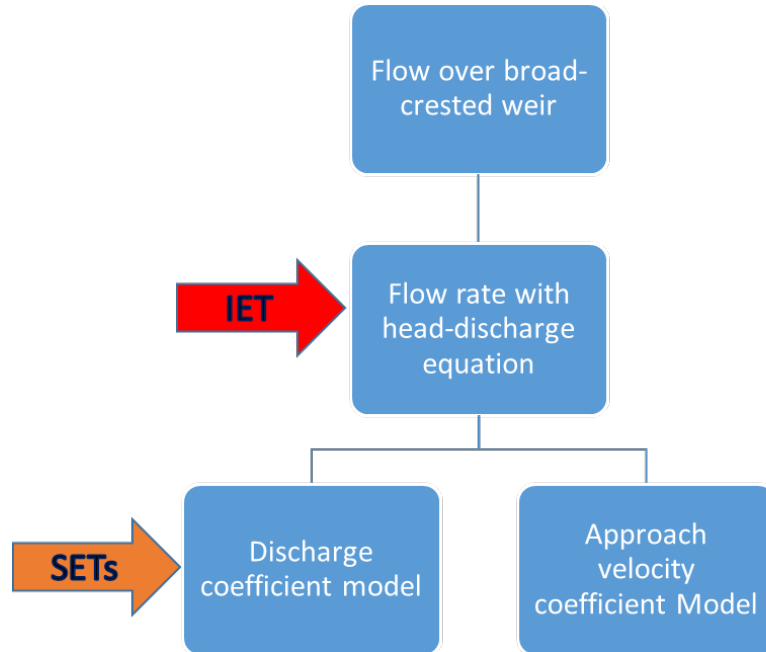 Flow over broad-
crested weir
IET
Flow rate with
head-discharge
equation
SETs
Discharge
coefficient model
Approach
velocity
coefficient Model